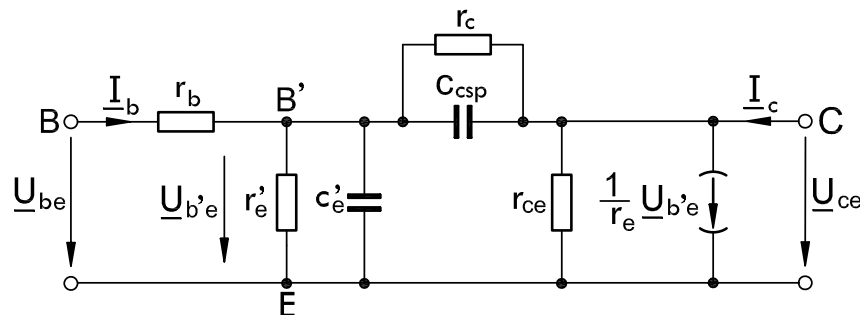 r_c
I_b r_b B' C_csp I_c
B C
U_be U_b'e r'_e c'_e r_ce 1/r_e U_b'e U_ce
E